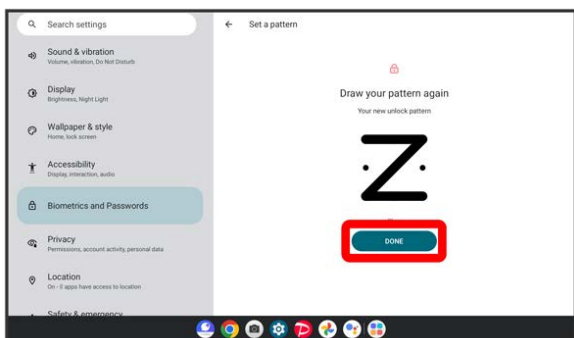 Search settings
Sound & vibration
Volume, vibration, Do Not Disturb
Display
Brightness, Night Light
Wallpaper & style
Home, lock screen
Accessibility
Display, interaction, audio
Biometrics and Passwords
Privacy
Permissions, account activity, personal data
Location
On - 0 apps have access to location
Safety & emergency
Set a pattern
Draw your pattern again
Your new unlock pattern
DONE